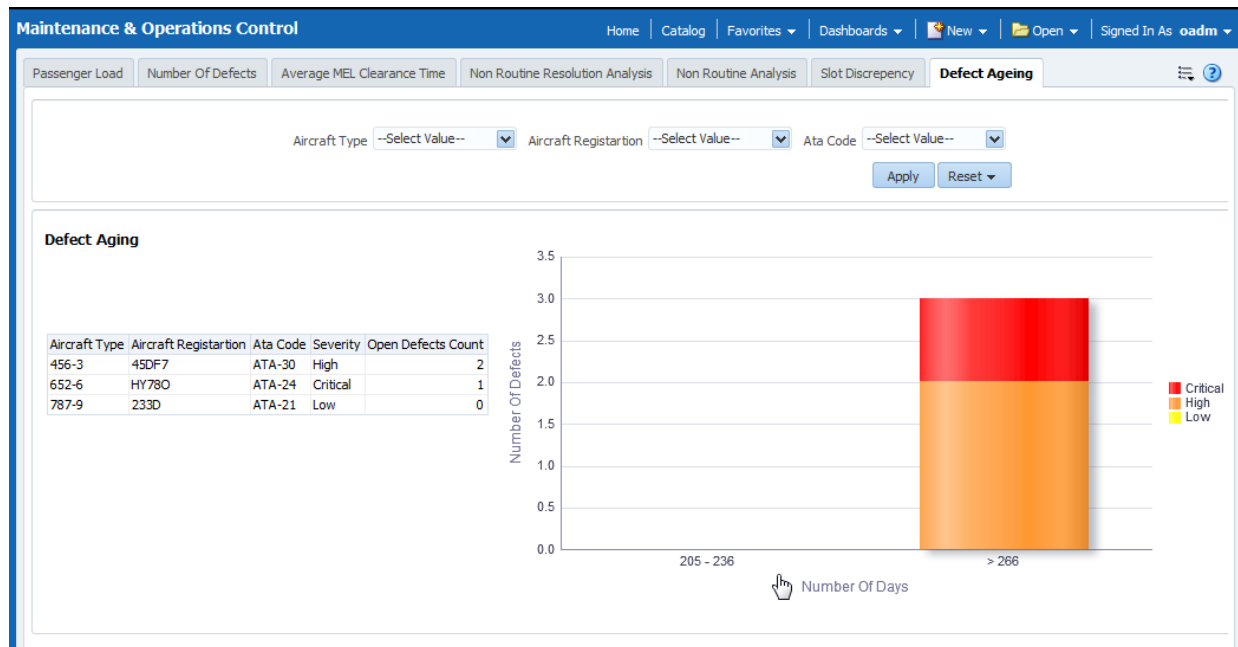 Maintenance & Operations Control
Home Catalog Favorites Dashboards New Open Signed In As oadm
Passenger Load Number Of Defects Average MEL Clearance Time Non Routine Resolution Analysis Non Routine Analysis Slot Discrepency Defect Ageing
Aircraft Type --Select Value-- Aircraft Registartion --Select Value-- Ata Code --Select Value--
Apply Reset
Defect Aging
Aircraft Type Aircraft Registartion Ata Code Severity Open Defects Count
456-3 45DF7 ATA-30 High 2
652-6 HY78O ATA-24 Critical 1
787-9 233D ATA-21 Low 0
Number Of Defects
3.5
3.0
2.5
2.0
1.5
1.0
0.5
0.0
205 - 236 > 266
Number Of Days
Critical
High
Low